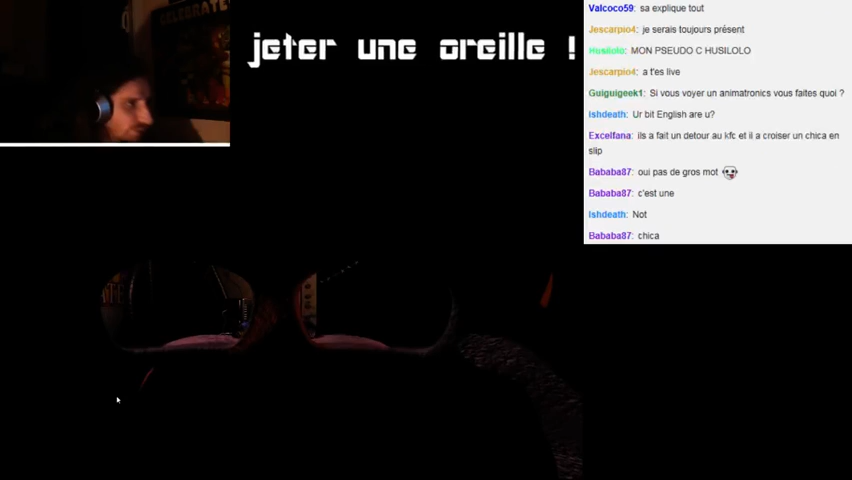 CELEBRATE
jeter une oreille !
Valcoco59: sa explique tout
Jescarpio4: je serais toujours présent
Husilolo: MON PSEUDO C HUSILOLO
Jescarpio4: a t'es live
Guiguigeek1: Si vous voyer un animatronics vous faites quoi ?
Ishdeath: Ur bit English are u?
Excelfana: ils a fait un detour au kfc et il a croiser un chica en
slip
Bababa87: oui pas de gros mot
Bababa87: c'est une
Ishdeath: Not
Bababa87: chica